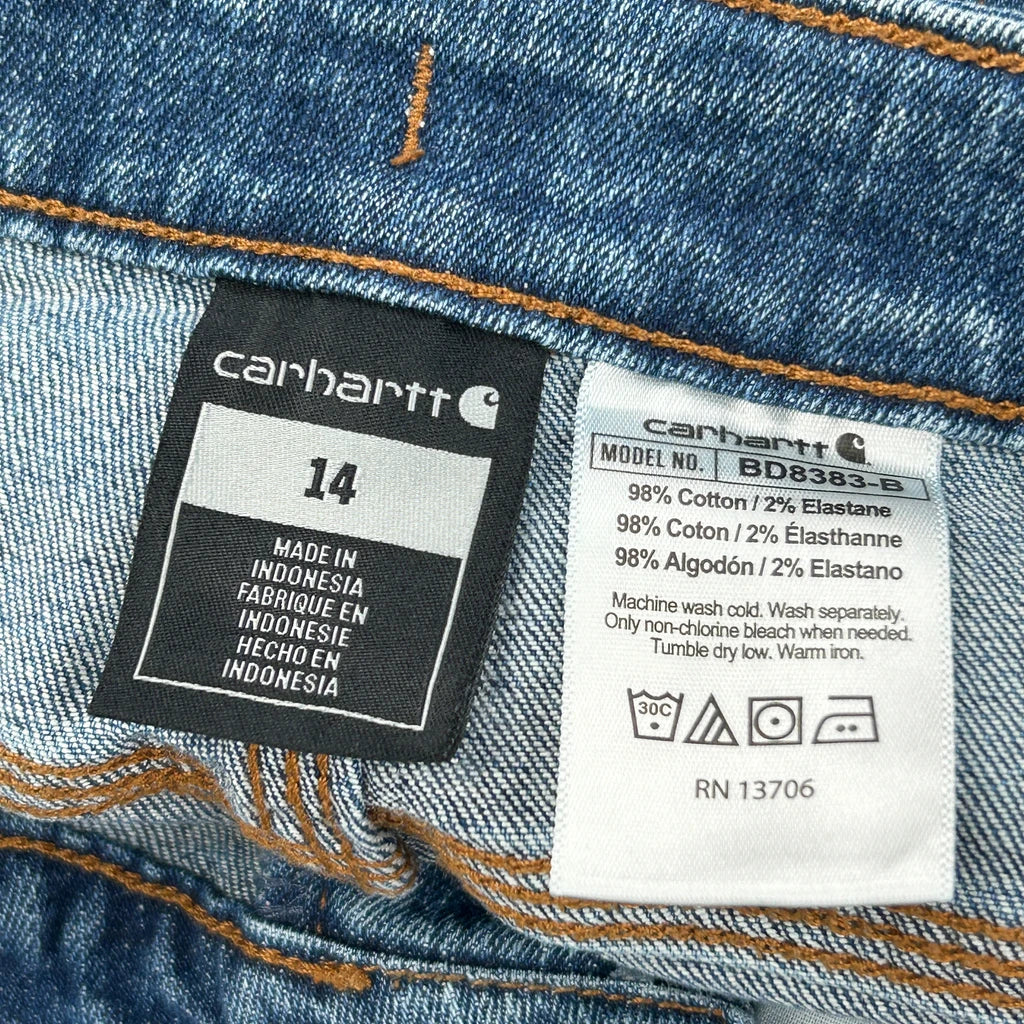 carhartt
14
MADE IN
INDONESIA
FABRIQUE EN
INDONESIE
HECHO EN
INDONESIA
carhartt
MODEL NO. BD8383-B
98% Cotton / 2% Elastane
98% Coton / 2% Élasthanne
98% Algodón / 2% Elastano
Machine wash cold. Wash separately.
Only non-chlorine bleach when needed.
Tumble dry low. Warm iron.
30C
RN 13706